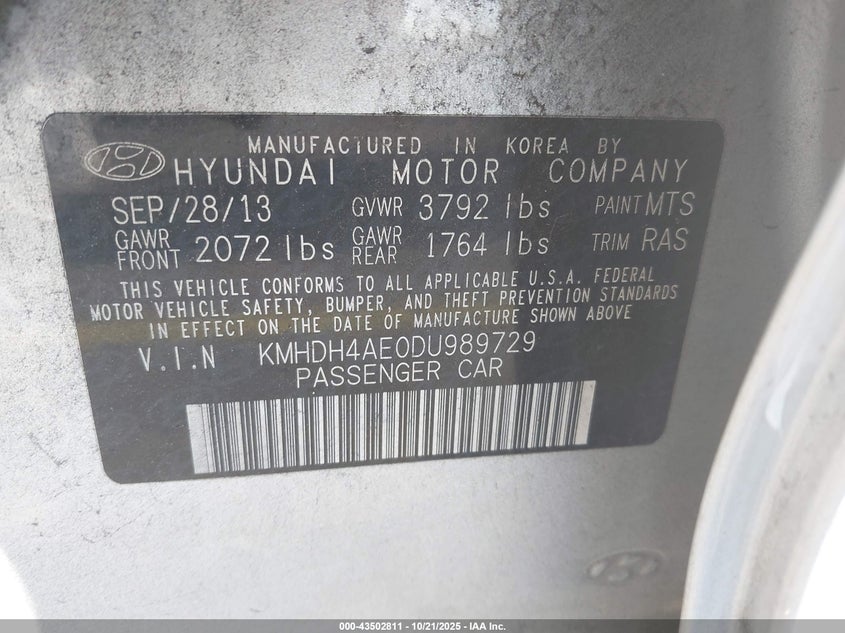 MANUFACTURED IN KOREA BY
HYUNDAI MOTOR COMPANY
SEP/28/13 GVWR 3792 lbs PAINT MTS
GAWR FRONT 2072 lbs GAWR REAR 1764 lbs TRIM RAS
THIS VEHICLE CONFORMS TO ALL APPLICABLE U.S.A. FEDERAL
MOTOR VEHICLE SAFETY, BUMPER, AND THEFT PREVENTION STANDARDS
IN EFFECT ON THE DATE OF MANUFACTURE SHOWN ABOVE
V.I.N KMHDH4AE0DU989729
PASSENGER CAR
000-43502811 - 10/21/2025 - IAA Inc.